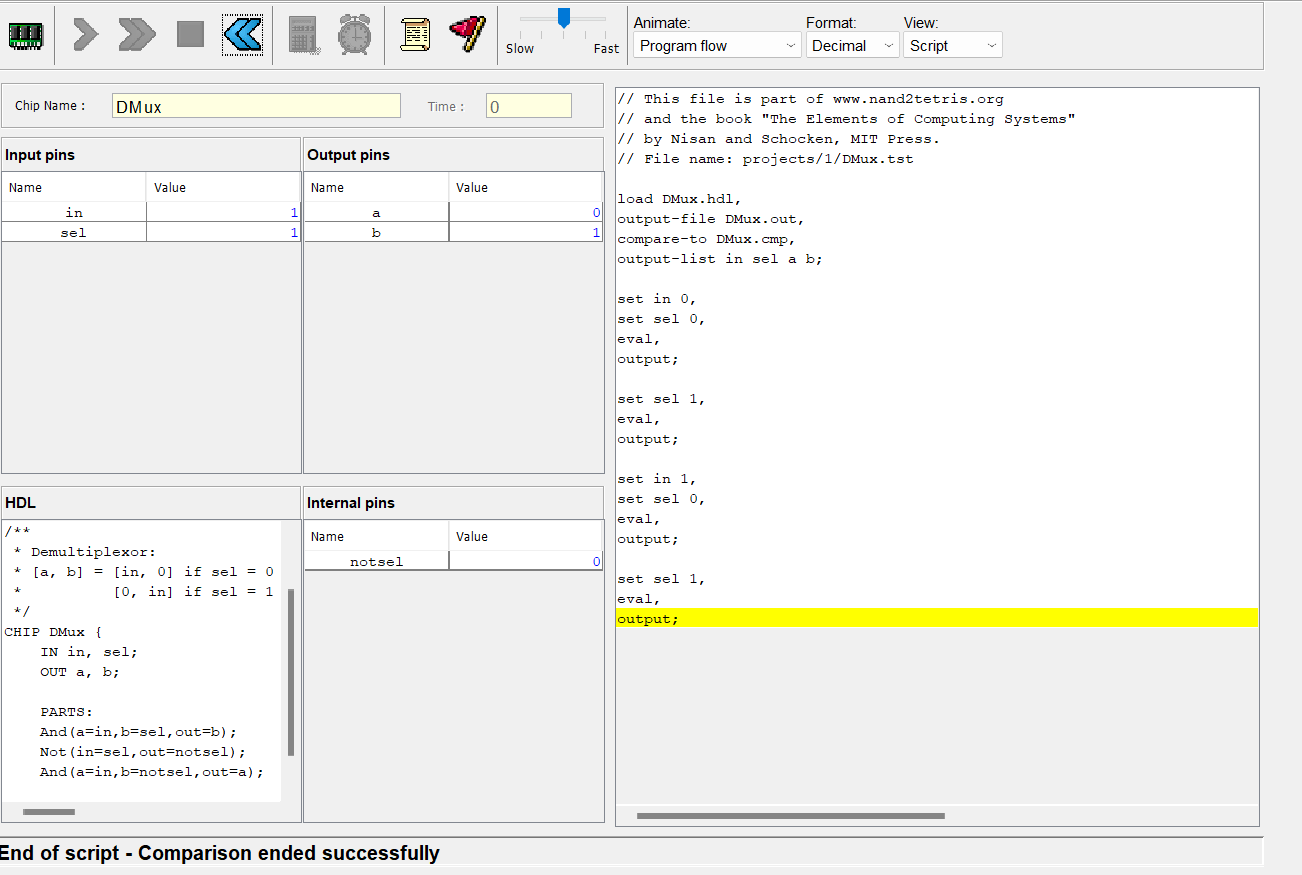 Slow Fast
Animate: Format: View:
Program flow Decimal Script
Chip Name : DMux Time : 0
Input pins
Name Value
in 1
sel 1
Output pins
Name Value
a 0
b 1
HDL
/**
 * Demultiplexor:
 * [a, b] = [in, 0] if sel = 0
 *          [0, in] if sel = 1
 */
CHIP DMux {
    IN in, sel;
    OUT a, b;

    PARTS:
    And(a=in,b=sel,out=b);
    Not(in=sel,out=notsel);
    And(a=in,b=notsel,out=a);
Internal pins
Name Value
notsel 0
// This file is part of www.nand2tetris.org
// and the book "The Elements of Computing Systems"
// by Nisan and Schocken, MIT Press.
// File name: projects/1/DMux.tst

load DMux.hdl,
output-file DMux.out,
compare-to DMux.cmp,
output-list in sel a b;

set in 0,
set sel 0,
eval,
output;

set sel 1,
eval,
output;

set in 1,
set sel 0,
eval,
output;

set sel 1,
eval,
output;
End of script - Comparison ended successfully